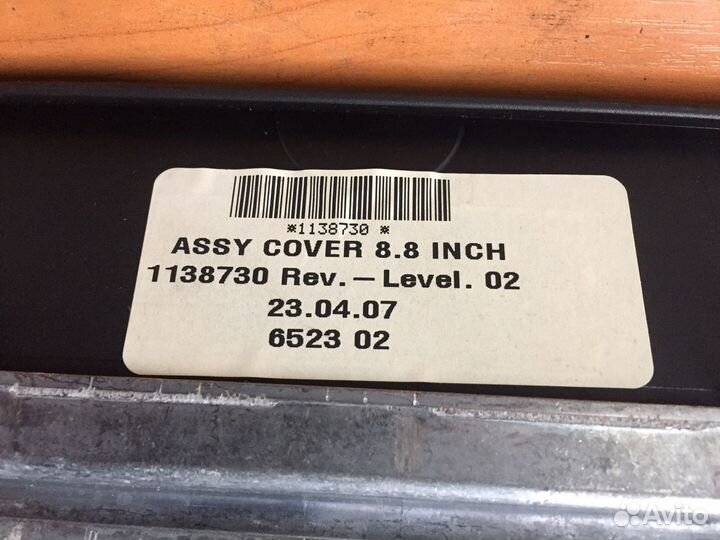 *1138730 *
ASSY COVER 8.8 INCH
1138730 Rev. – Level. 02
23.04.07
6523 02
Avito